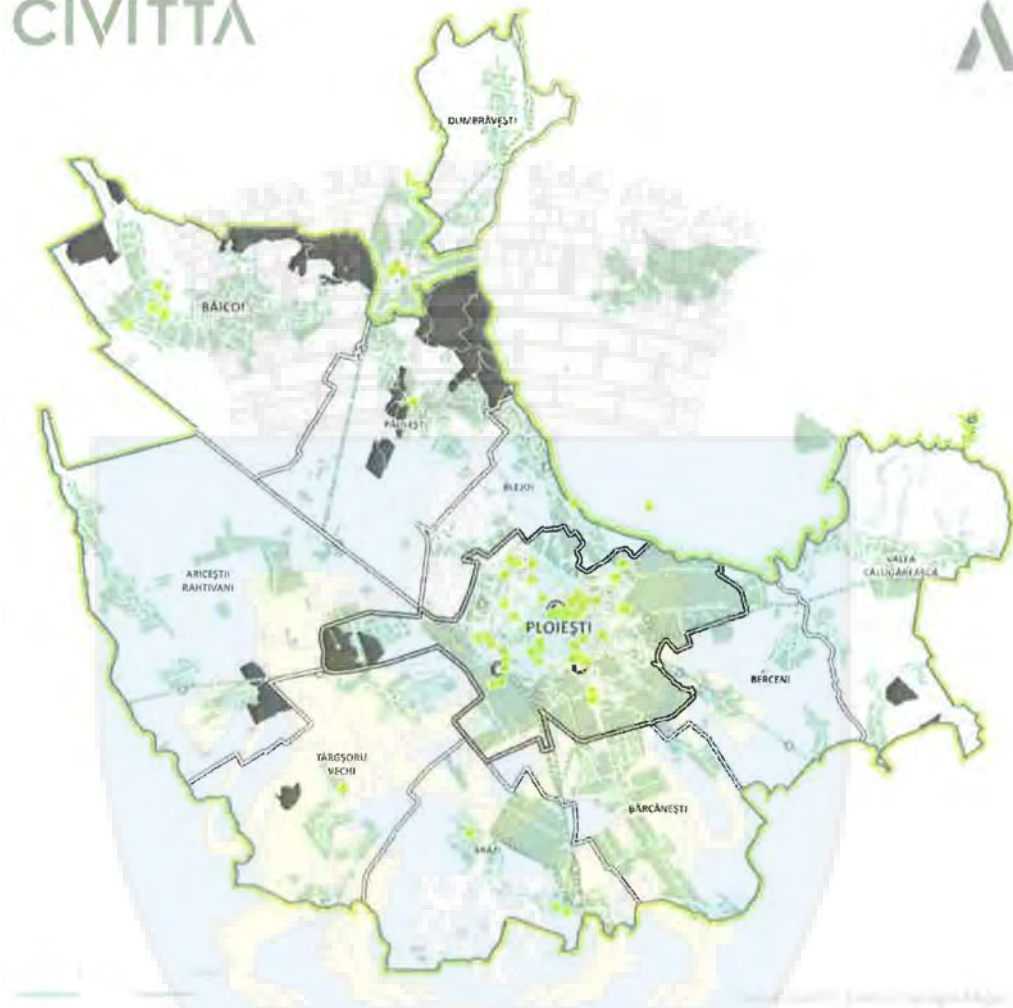 CIVITTA
DUMBRĂVEȘTI
BĂICOI
PĂULEȘTI
BLEJOI
ARICEȘTII
RAHTIVANI
VALEA
CĂLUGĂREASCĂ
PLOIEȘTI
BERCENI
TÂRGȘORU
VECHI
BĂRCĂNEȘTI
BRAZI